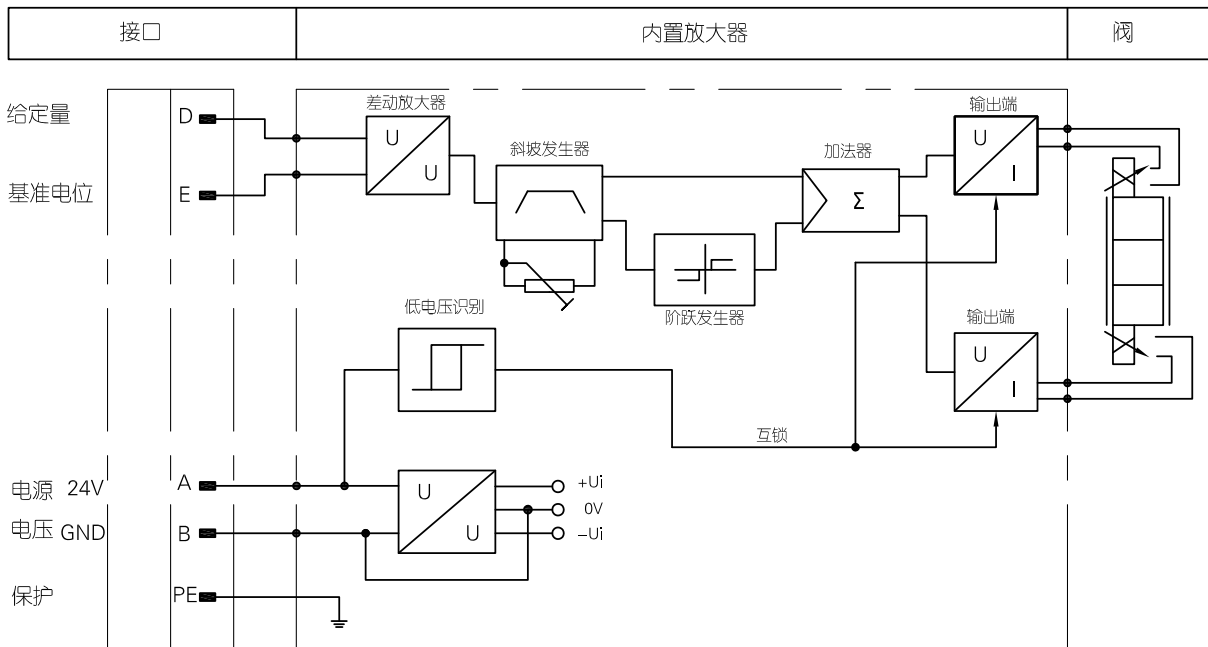 接口 内置放大器 阀
给定量 D
差动放大器
U
U
斜坡发生器
加法器
Σ
输出端
U
I
基准电位 E
阶跃发生器
低电压识别
输出端
U
I
互锁
电源 24V A
U
U
+Ui
0V
-Ui
电压 GND B
保护 PE